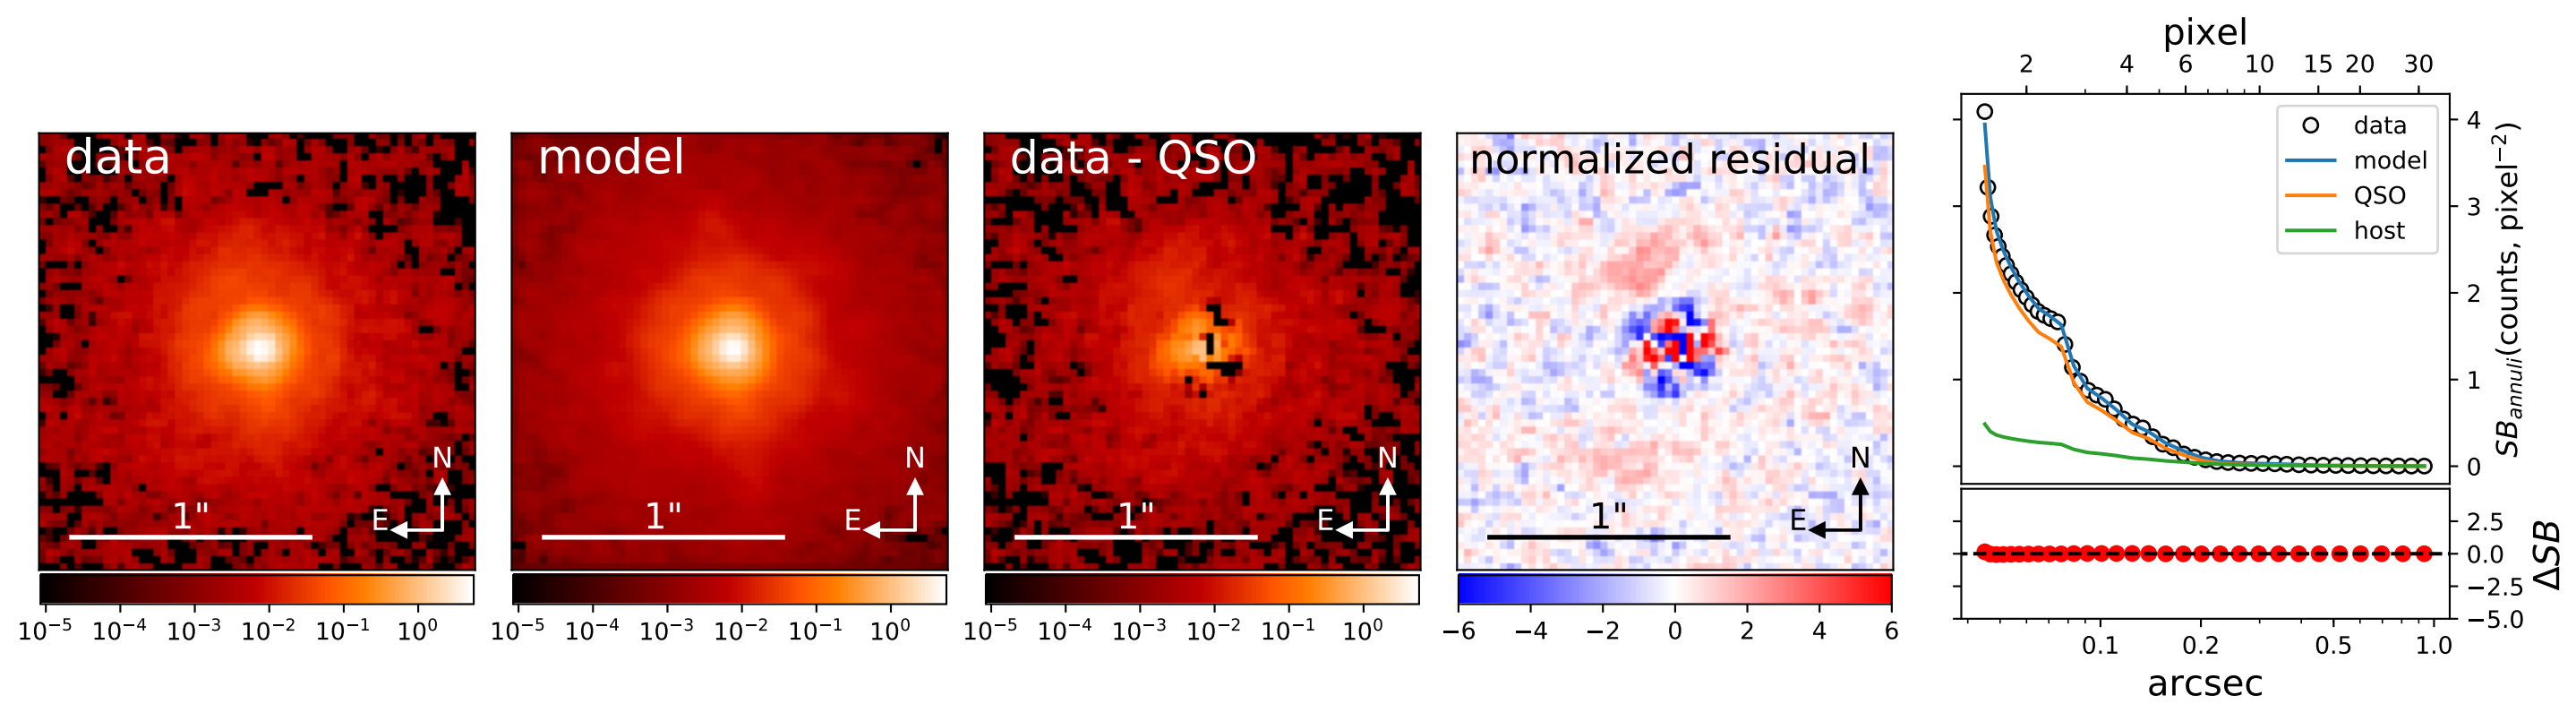 data
N
E
1"
10⁻⁵ 10⁻⁴ 10⁻³ 10⁻² 10⁻¹ 10⁰
model
N
E
1"
10⁻⁵ 10⁻⁴ 10⁻³ 10⁻² 10⁻¹ 10⁰
data - QSO
N
E
1"
10⁻⁵ 10⁻⁴ 10⁻³ 10⁻² 10⁻¹ 10⁰
normalized residual
N
E
1"
−6 −4 −2 0 2 4 6
pixel
2 4 6 10 15 20 30
data
model
QSO
host
4
3
2
1
0
SB_annuli(counts, pixel⁻²)
2.5
0.0
−2.5
−5.0
ΔSB
0.1 0.2 0.5 1.0
arcsec